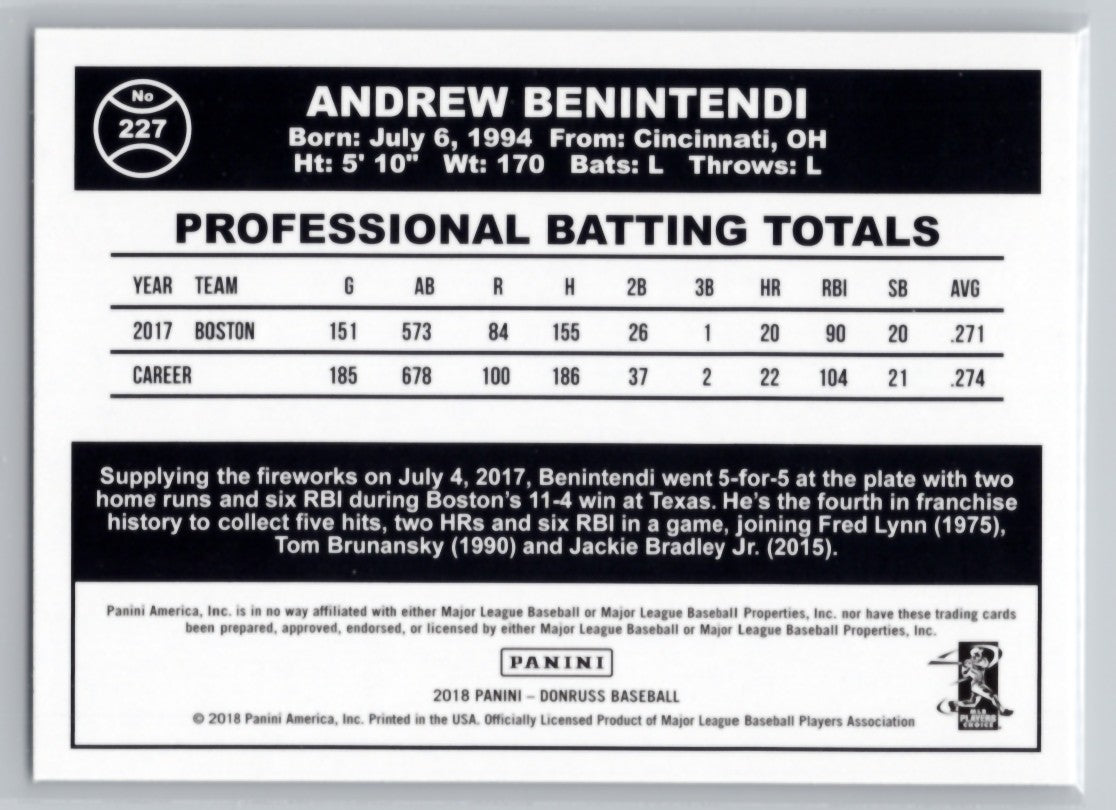 No
227
ANDREW BENINTENDI
Born: July 6, 1994 From: Cincinnati, OH
Ht: 5' 10" Wt: 170 Bats: L Throws: L
PROFESSIONAL BATTING TOTALS
YEAR TEAM G AB R H 2B 3B HR RBI SB AVG
2017 BOSTON 151 573 84 155 26 1 20 90 20 .271
CAREER 185 678 100 186 37 2 22 104 21 .274
Supplying the fireworks on July 4, 2017, Benintendi went 5-for-5 at the plate with two
home runs and six RBI during Boston's 11-4 win at Texas. He's the fourth in franchise
history to collect five hits, two HRs and six RBI in a game, joining Fred Lynn (1975),
Tom Brunansky (1990) and Jackie Bradley Jr. (2015).
Panini America, Inc. is in no way affiliated with either Major League Baseball or Major League Baseball Properties, Inc. nor have these trading cards
been prepared, approved, endorsed, or licensed by either Major League Baseball or Major League Baseball Properties, Inc.
PANINI
2018 PANINI – DONRUSS BASEBALL
© 2018 Panini America, Inc. Printed in the USA. Officially Licensed Product of Major League Baseball Players Association
MLB
PLAYERS
CHOICE